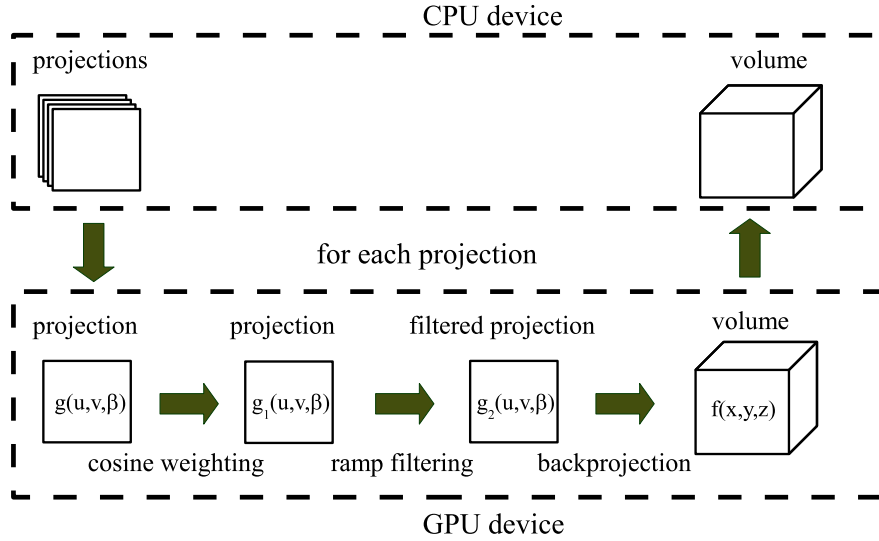 CPU device
projections
volume
for each projection
projection
projection
filtered projection
volume
g(u,v,β)
g₁(u,v,β)
g₂(u,v,β)
f(x,y,z)
cosine weighting
ramp filtering
backprojection
GPU device